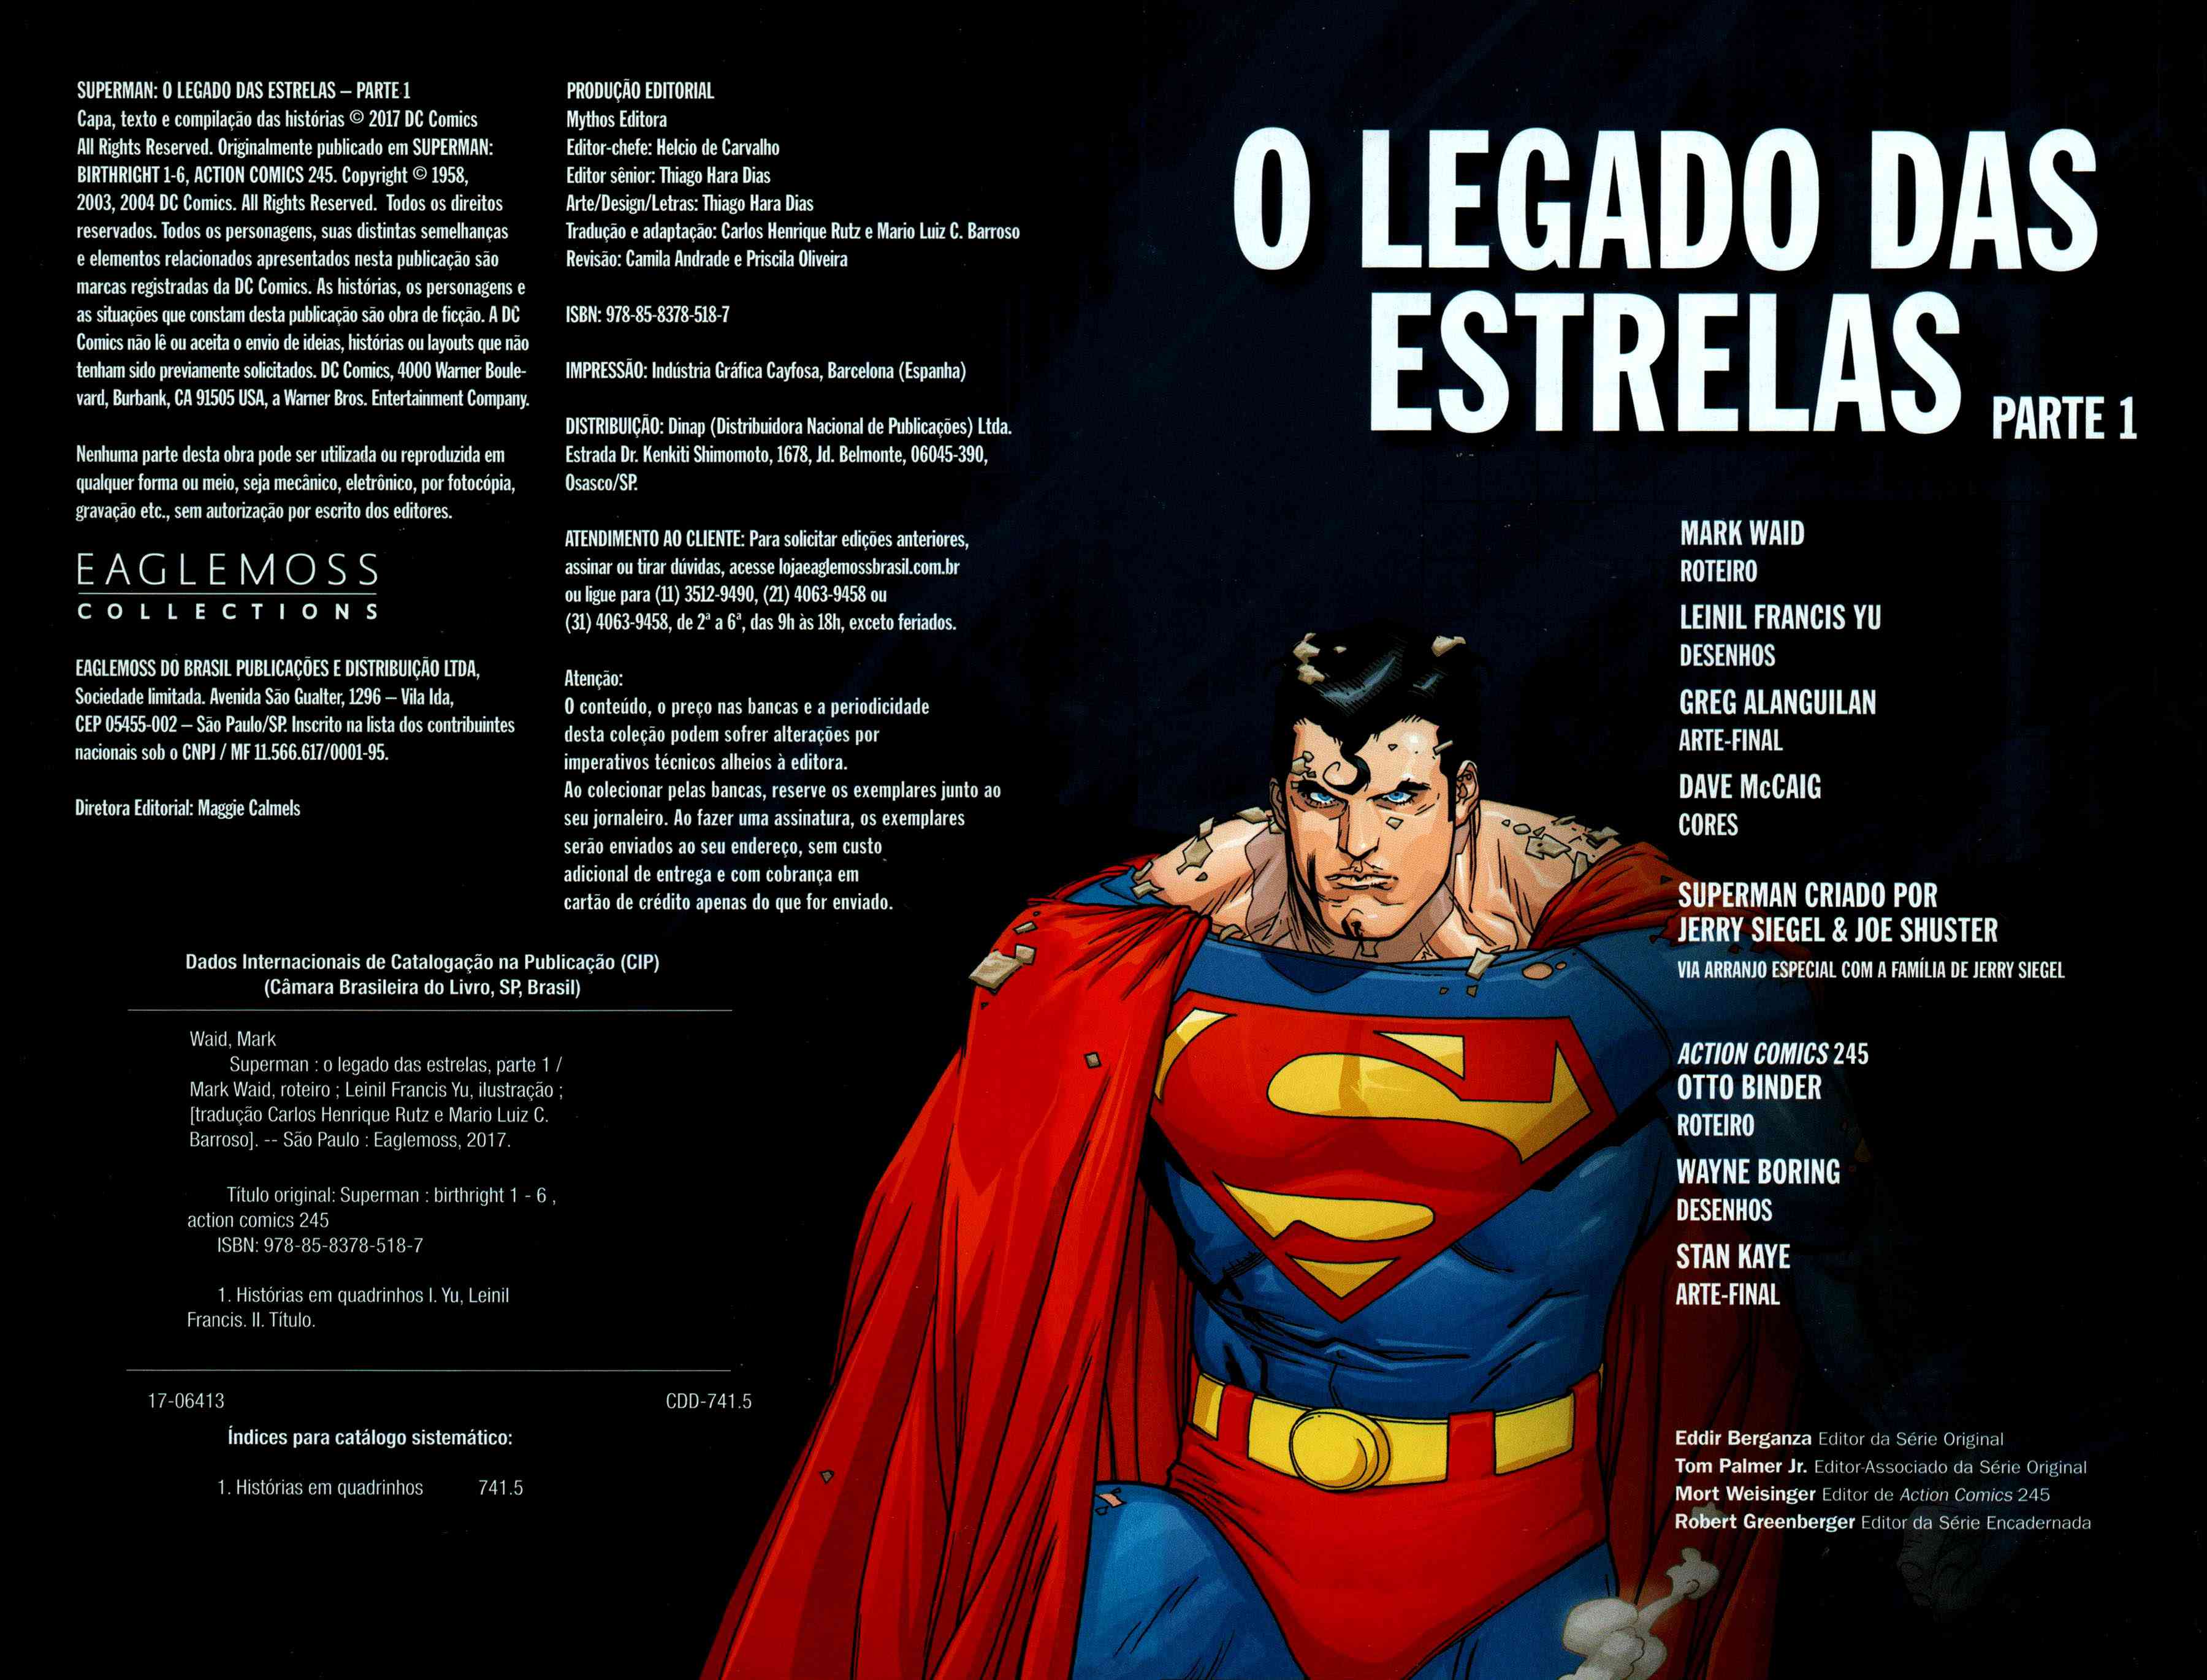 SUPERMAN: O LEGADO DAS ESTRELAS – PARTE 1
Capa, texto e compilação das histórias © 2017 DC Comics
All Rights Reserved. Originalmente publicado em SUPERMAN:
BIRTHRIGHT 1-6, ACTION COMICS 245. Copyright © 1958,
2003, 2004 DC Comics. All Rights Reserved. Todos os direitos
reservados. Todos os personagens, suas distintas semelhanças
e elementos relacionados apresentados nesta publicação são
marcas registradas da DC Comics. As histórias, os personagens e
as situações que constam desta publicação são obra de ficção. A DC
Comics não lê ou aceita o envio de ideias, histórias ou layouts que não
tenham sido previamente solicitados. DC Comics, 4000 Warner Boule-
vard, Burbank, CA 91505 USA, a Warner Bros. Entertainment Company.
Nenhuma parte desta obra pode ser utilizada ou reproduzida em
qualquer forma ou meio, seja mecânico, eletrônico, por fotocópia,
gravação etc., sem autorização por escrito dos editores.
EAGLEMOSS
COLLECTIONS
EAGLEMOSS DO BRASIL PUBLICAÇÕES E DISTRIBUIÇÃO LTDA,
Sociedade limitada. Avenida São Gualter, 1296 – Vila Ida,
CEP 05455-002 – São Paulo/SP. Inscrito na lista dos contribuintes
nacionais sob o CNPJ / MF 11.566.617/0001-95.
Diretora Editorial: Maggie Calmels
PRODUÇÃO EDITORIAL
Mythos Editora
Editor-chefe: Helcio de Carvalho
Editor sênior: Thiago Hara Dias
Arte/Design/Letras: Thiago Hara Dias
Tradução e adaptação: Carlos Henrique Rutz e Mario Luiz C. Barroso
Revisão: Camila Andrade e Priscila Oliveira
ISBN: 978-85-8378-518-7
IMPRESSÃO: Indústria Gráfica Cayfosa, Barcelona (Espanha)
DISTRIBUIÇÃO: Dinap (Distribuidora Nacional de Publicações) Ltda.
Estrada Dr. Kenkiti Shimomoto, 1678, Jd. Belmonte, 06045-390,
Osasco/SP.
ATENDIMENTO AO CLIENTE: Para solicitar edições anteriores,
assinar ou tirar dúvidas, acesse lojaeaglemossbrasil.com.br
ou ligue para (11) 3512-9490, (21) 4063-9458 ou
(31) 4063-9458, de 2ª a 6ª, das 9h às 18h, exceto feriados.
Atenção:
O conteúdo, o preço nas bancas e a periodicidade
desta coleção podem sofrer alterações por
imperativos técnicos alheios à editora.
Ao colecionar pelas bancas, reserve os exemplares junto ao
seu jornaleiro. Ao fazer uma assinatura, os exemplares
serão enviados ao seu endereço, sem custo
adicional de entrega e com cobrança em
cartão de crédito apenas do que for enviado.
Dados Internacionais de Catalogação na Publicação (CIP)
(Câmara Brasileira do Livro, SP, Brasil)
Waid, Mark
Superman : o legado das estrelas, parte 1 /
Mark Waid, roteiro ; Leinil Francis Yu, ilustração ;
[tradução Carlos Henrique Rutz e Mario Luiz C.
Barroso]. -- São Paulo : Eaglemoss, 2017.
Título original: Superman : birthright 1 - 6 ,
action comics 245
ISBN: 978-85-8378-518-7
1. Histórias em quadrinhos I. Yu, Leinil
Francis. II. Título.
17-06413 CDD-741.5
Índices para catálogo sistemático:
1. Histórias em quadrinhos 741.5
O LEGADO DAS
ESTRELAS PARTE 1
MARK WAID
ROTEIRO
LEINIL FRANCIS YU
DESENHOS
GREG ALANGUILAN
ARTE-FINAL
DAVE McCAIG
CORES
SUPERMAN CRIADO POR
JERRY SIEGEL & JOE SHUSTER
VIA ARRANJO ESPECIAL COM A FAMÍLIA DE JERRY SIEGEL
ACTION COMICS 245
OTTO BINDER
ROTEIRO
WAYNE BORING
DESENHOS
STAN KAYE
ARTE-FINAL
Eddir Berganza Editor da Série Original
Tom Palmer Jr. Editor-Associado da Série Original
Mort Weisinger Editor de Action Comics 245
Robert Greenberger Editor da Série Encadernada